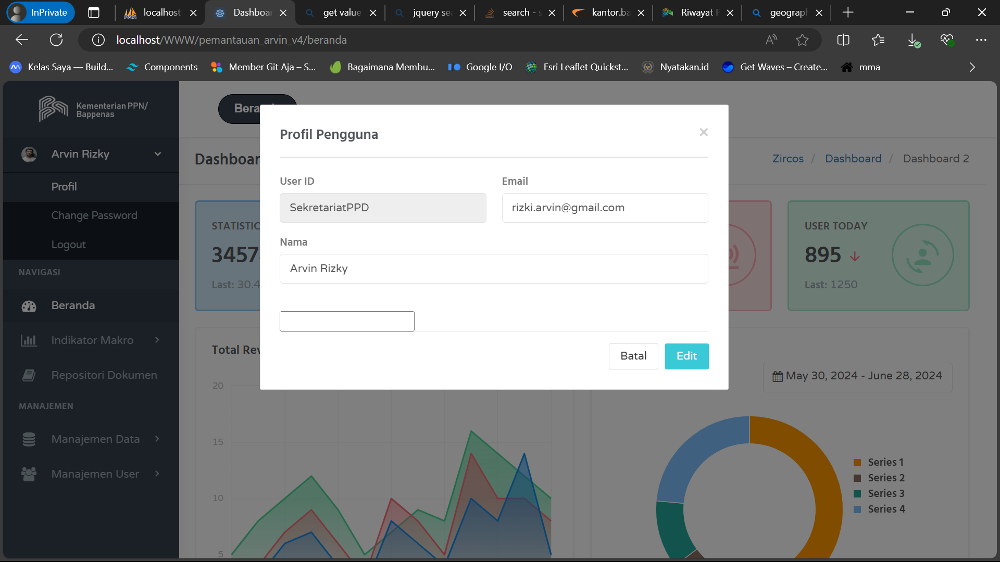 InPrivate
localhost
Dashboar
get value
jquery se
search - s
kantor.ba
Riwayat P
geograph
localhost/WWW/pemantauan_arvin_v4/beranda
Kelas Saya — Build...
Components
Member Git Aja – S...
Bagaimana Membu...
Google I/O
Esri Leaflet Quickst...
Nyatakan.id
Get Waves – Create...
mma
Kementerian PPN/
Bappenas
Arvin Rizky
Profil
Change Password
Logout
NAVIGASI
Beranda
Indikator Makro
Repositori Dokumen
MANAJEMEN
Manajemen Data
Manajemen User
Bera
Dashboar
Zircos / Dashboard / Dashboard 2
Profil Pengguna
×
User ID
Email
SekretariatPPD
rizki.arvin@gmail.com
Nama
Arvin Rizky
Batal
Edit
STATISTIC
3457
Last: 30.4
USER TODAY
895
Last: 1250
Total Rev
May 30, 2024 - June 28, 2024
20
15
10
5
Series 1
Series 2
Series 3
Series 4